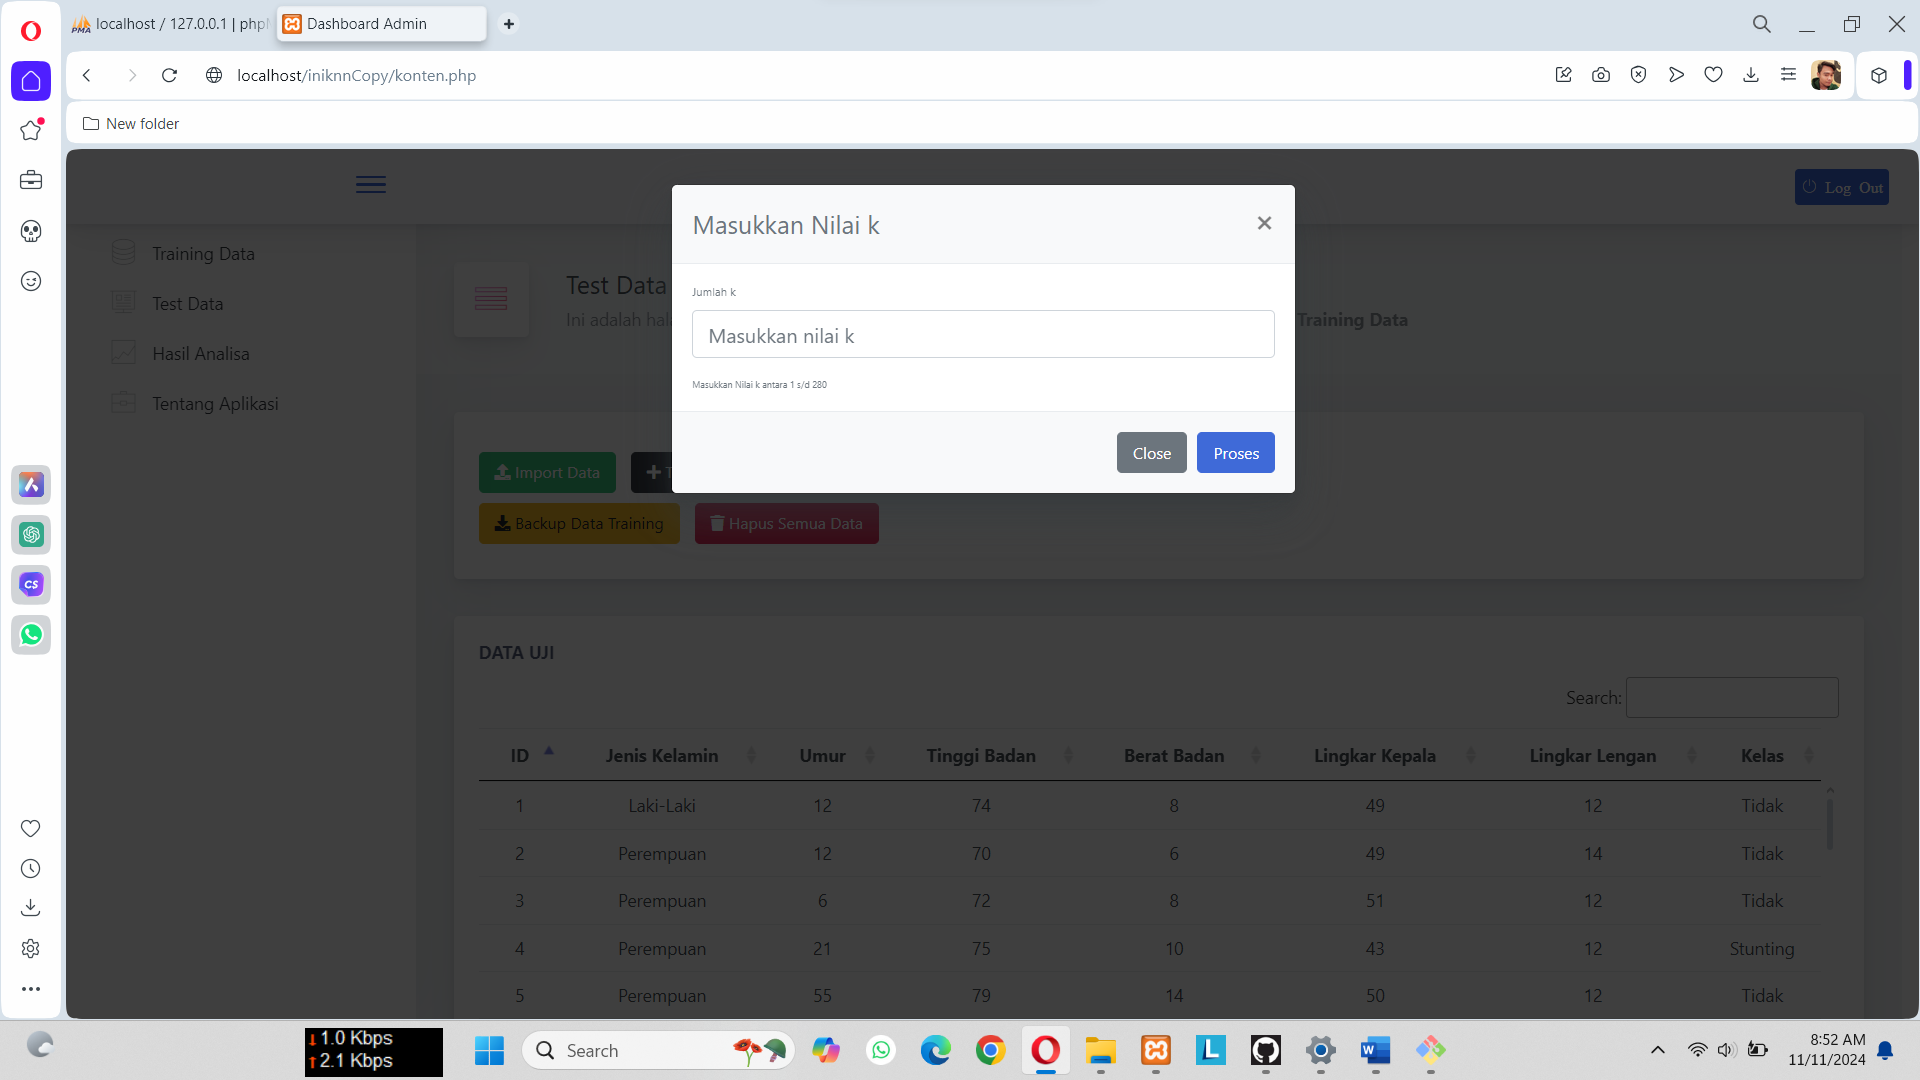 localhost / 127.0.0.1 | php
Dashboard Admin
localhost/iniknnCopy/konten.php
New folder
Log Out
Masukkan Nilai k
Training Data
Test Data
Hasil Analisa
Tentang Aplikasi
Test Data
Ini adalah hal
Training Data
Jumlah k
Masukkan nilai k
Masukkan Nilai k antara 1 s/d 280
Close
Proses
Import Data
T
Backup Data Training
Hapus Semua Data
DATA UJI
Search:
ID Jenis Kelamin Umur Tinggi Badan Berat Badan Lingkar Kepala Lingkar Lengan Kelas
1 Laki-Laki 12 74 8 49 12 Tidak
2 Perempuan 12 70 6 49 14 Tidak
3 Perempuan 6 72 8 51 12 Tidak
4 Perempuan 21 75 10 43 12 Stunting
5 Perempuan 55 79 14 50 12 Tidak
1.0 Kbps
2.1 Kbps
Search
8:52 AM
11/11/2024